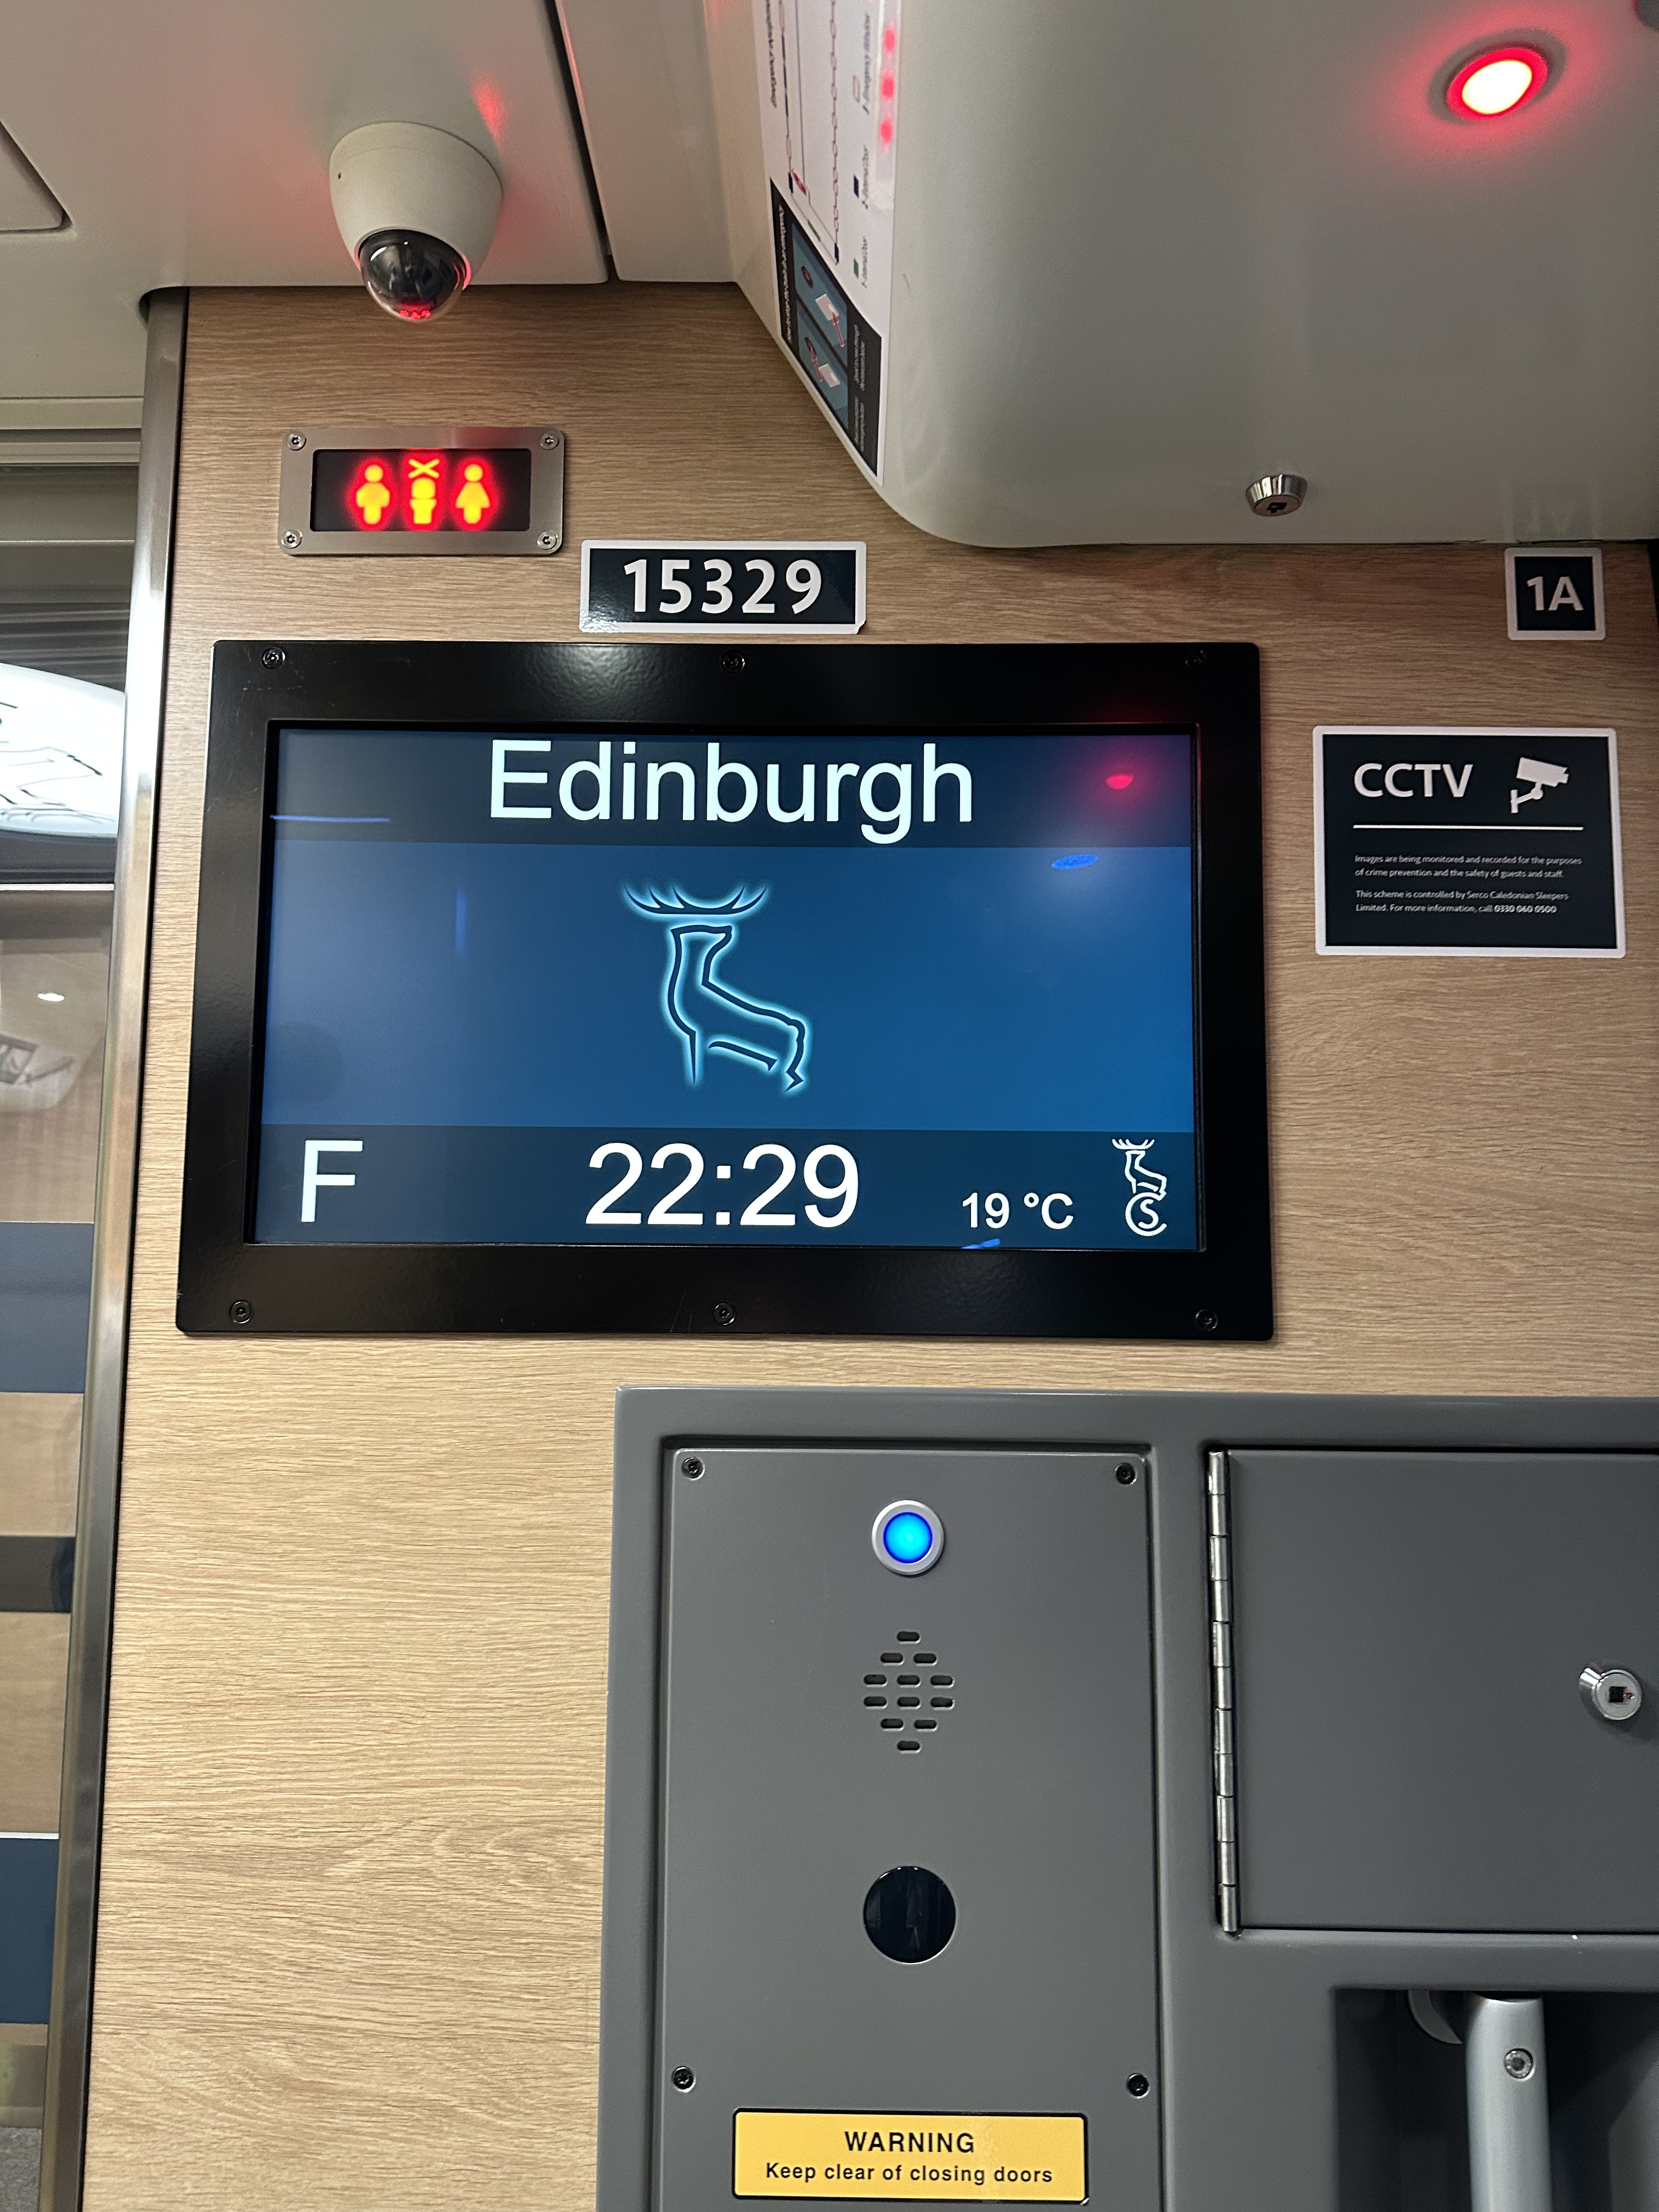 15329
1A
Edinburgh
CCTV
Images are being monitored and recorded for the purposes
of crime prevention and the safety of guests and staff.
This scheme is controlled by Serco Caledonian Sleepers
Limited. For more information, call 0330 060 0500
F
22:29
19 °C
CS
WARNING
Keep clear of closing doors